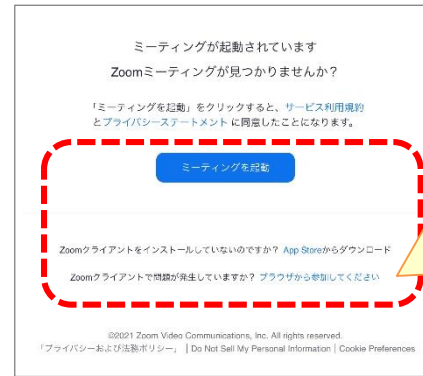 ミーティングが起動されています
Zoomミーティングが見つかりませんか？
「ミーティングを起動」をクリックすると、サービス利用規約
とプライバシーステートメント に同意したことになります。
ミーティングを起動
Zoomクライアントをインストールしていないのですか？ App Storeからダウンロード
Zoomクライアントで問題が発生していますか？ ブラウザから参加してください
©2021 Zoom Video Communications, Inc. All rights reserved.
「プライバシーおよび法務ポリシー」 | Do Not Sell My Personal Information | Cookie Preferences